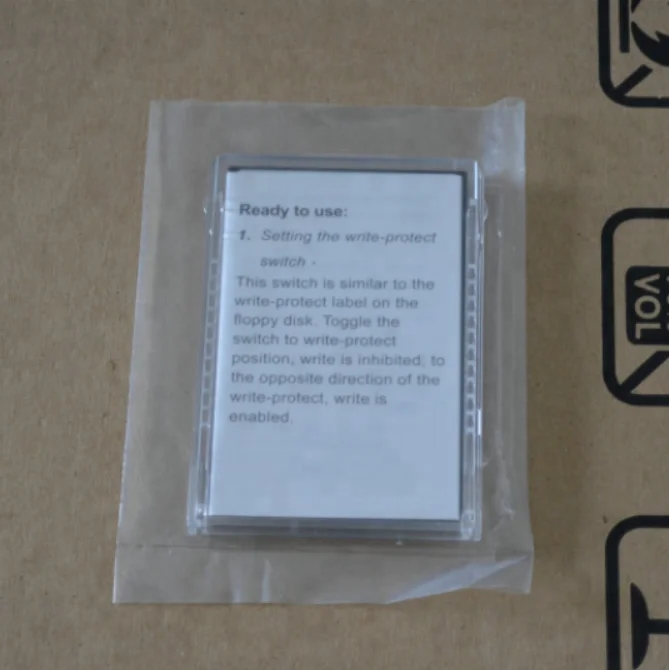 Ready to use:
1. Setting the write-protect
switch -
This switch is similar to the
write-protect label on the
floppy disk. Toggle the
switch to write-protect
position, write is inhibited; to
the opposite direction of the
write-protect, write is
enabled.
VOL